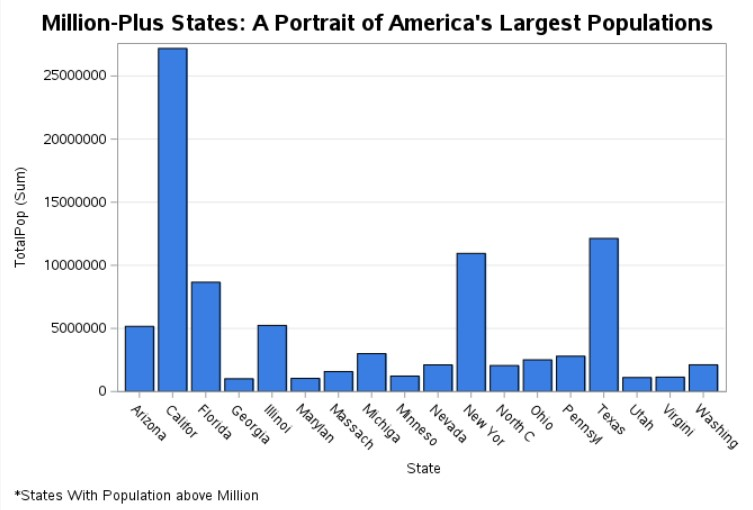 Million-Plus States: A Portrait of America's Largest Populations
TotalPop (Sum)
25000000
20000000
15000000
10000000
5000000
0
Arizona
Califor
Florida
Georgia
Illinoi
Marylan
Massach
Michiga
Minneso
Nevada
New Yor
North C
Ohio
Pennsyl
Texas
Utah
Virgini
Washing
State
*States With Population above Million